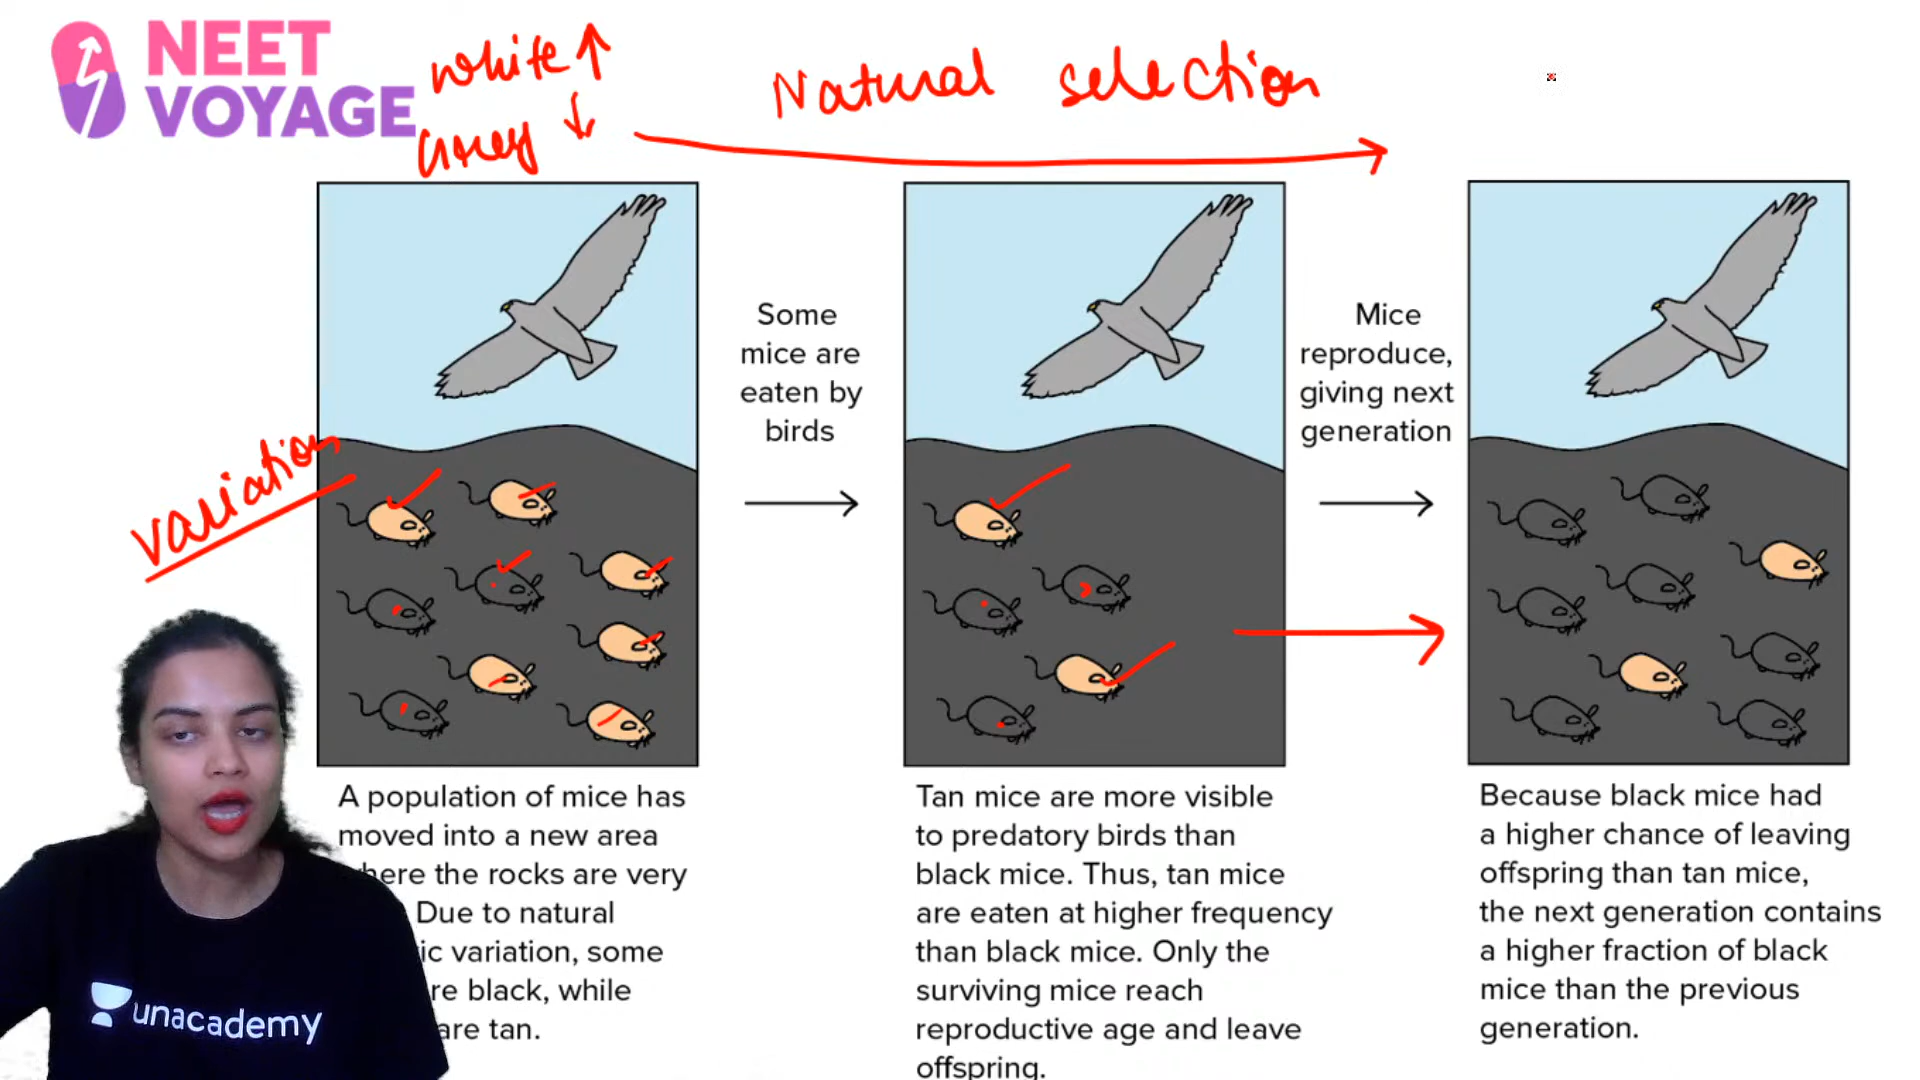 NEET
VOYAGE
white ↑
Grey ↓
Natural selection
variation
Some
mice are
eaten by
birds
Mice
reproduce,
giving next
generation
A population of mice has
moved into a new area
where the rocks are very
Due to natural
ic variation, some
re black, while
are tan.
Tan mice are more visible
to predatory birds than
black mice. Thus, tan mice
are eaten at higher frequency
than black mice. Only the
surviving mice reach
reproductive age and leave
offspring.
Because black mice had
a higher chance of leaving
offspring than tan mice,
the next generation contains
a higher fraction of black
mice than the previous
generation.
unacademy